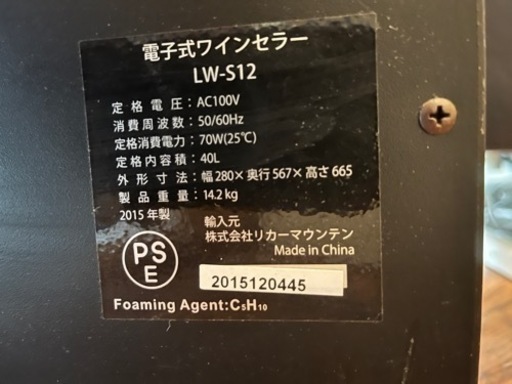 電子式ワインセラー
LW-S12
定格電圧：AC100V
消費周波数：50/60Hz
定格消費電力：70W(25℃)
定格内容積：40L
外形寸法：幅280×奥行567×高さ665
製品重量：14.2kg
2015年製
輸入元
株式会社リカーマウンテン
Made in China
PS
E
2015120445
Foaming Agent:C₅H₁₀